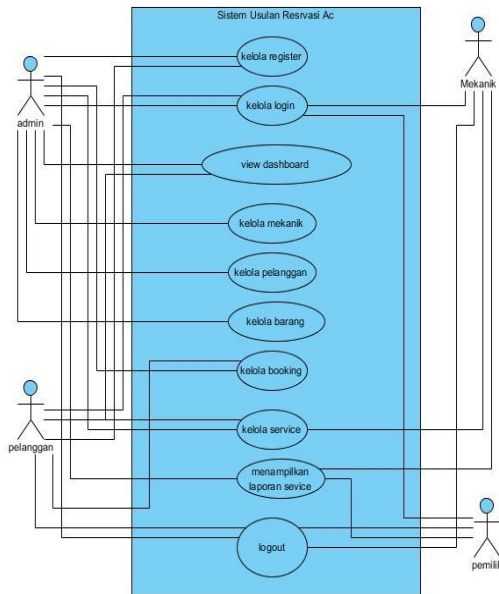 Sistem Usulan Resrvasi Ac
kelola register
admin
Mekanik
kelola login
view dashboard
kelola mekanik
kelola pelanggan
kelola barang
kelola booking
pelanggan
kelola service
menampilkan
laporan sevice
logout
pemilik